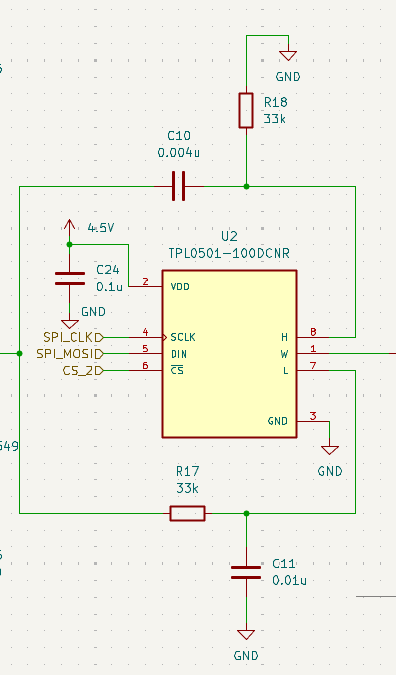 GND
R18
33k
C10
0.004u
4.5V
U2
TPL0501-100DCNR
C24
0.1u
GND
2
VDD
SPI_CLK
4
SCLK
H
8
SPI_MOSI
5
DIN
W
1
CS_2
6
CS
L
7
GND
3
GND
649
R17
33k
C11
0.01u
GND